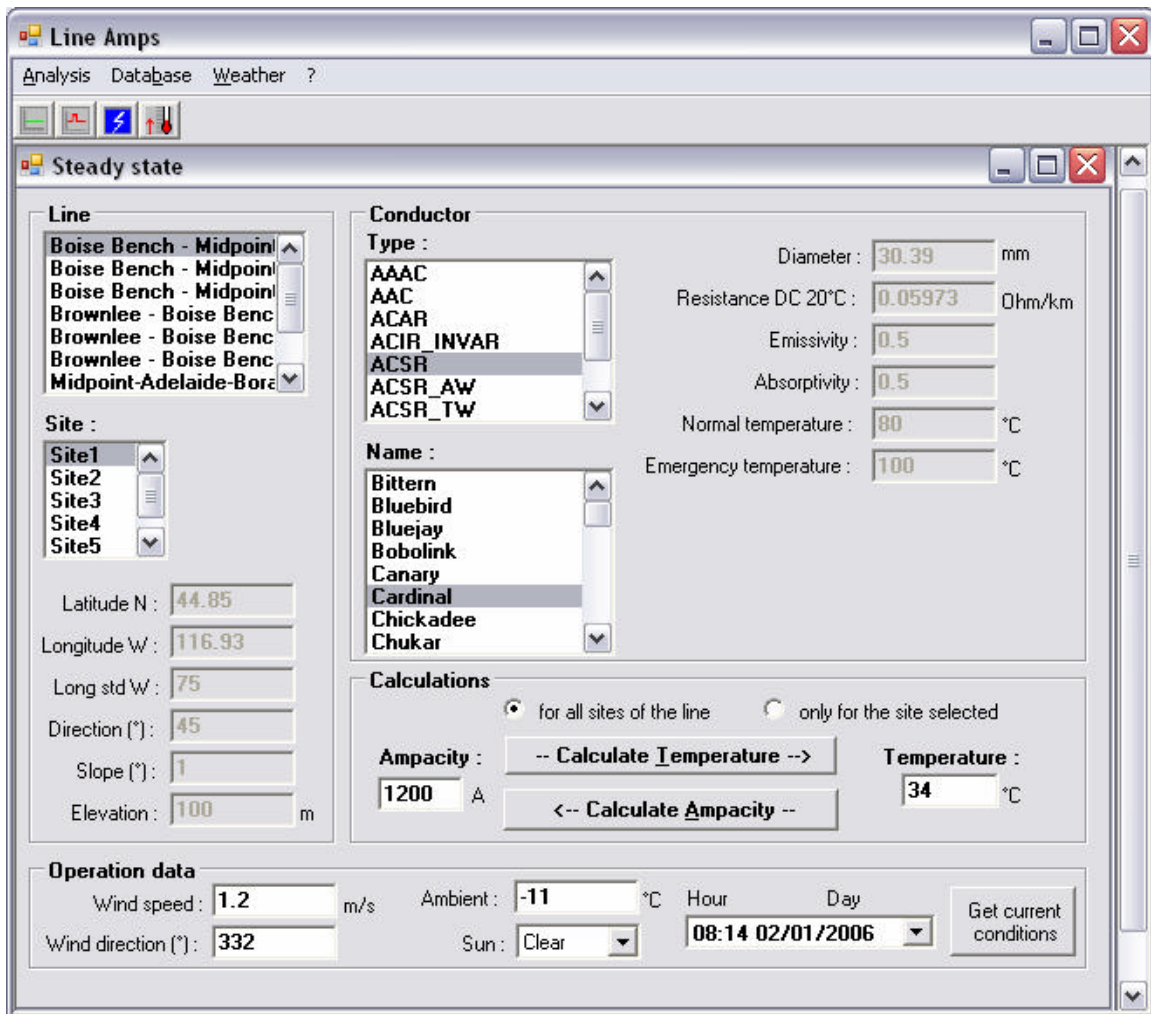 Line Amps
Analysis Database Weather ?
Steady state
Line
Boise Bench - Midpoint
Boise Bench - Midpoint
Boise Bench - Midpoint
Brownlee - Boise Benc
Brownlee - Boise Benc
Brownlee - Boise Benc
Midpoint-Adelaide-Bora
Site :
Site1
Site2
Site3
Site4
Site5
Latitude N : 44.85
Longitude W : 116.93
Long std W : 75
Direction (°) : 45
Slope (°) : 1
Elevation : 100 m
Conductor
Type :
AAAC
AAC
ACAR
ACIR_INVAR
ACSR
ACSR_AW
ACSR_TW
Name :
Bittern
Bluebird
Bluejay
Bobolink
Canary
Cardinal
Chickadee
Chukar
Diameter : 30.39 mm
Resistance DC 20°C : 0.05973 Ohm/km
Emissivity : 0.5
Absorptivity : 0.5
Normal temperature : 80 °C
Emergency temperature : 100 °C
Calculations
for all sites of the line only for the site selected
Ampacity : -- Calculate Temperature --> Temperature :
1200 A <-- Calculate Ampacity -- 34 °C
Operation data
Wind speed : 1.2 m/s Ambient : -11 °C Hour Day
Wind direction (°) : 332 Sun : Clear 08:14 02/01/2006
Get current
conditions